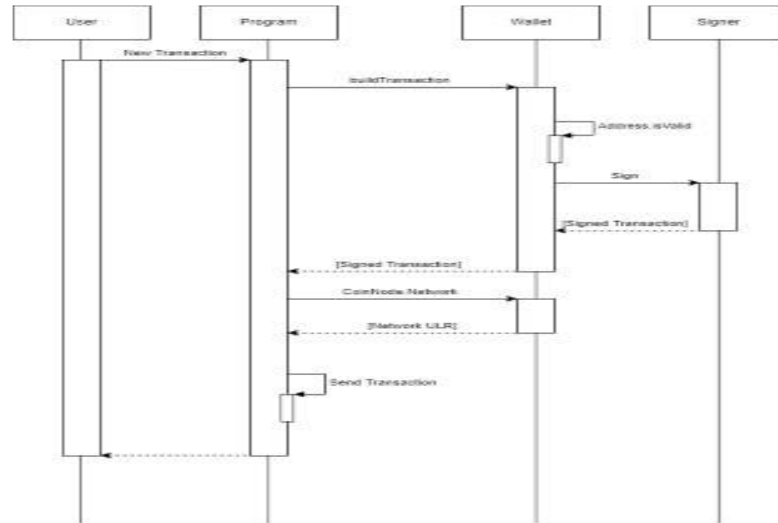 User
Program
Wallet
Signer
New Transaction
buildTransaction
Address.isValid
Sign
[Signed Transaction]
[Signed Transaction]
CoinNode.Network
[Network ULR]
Send Transaction